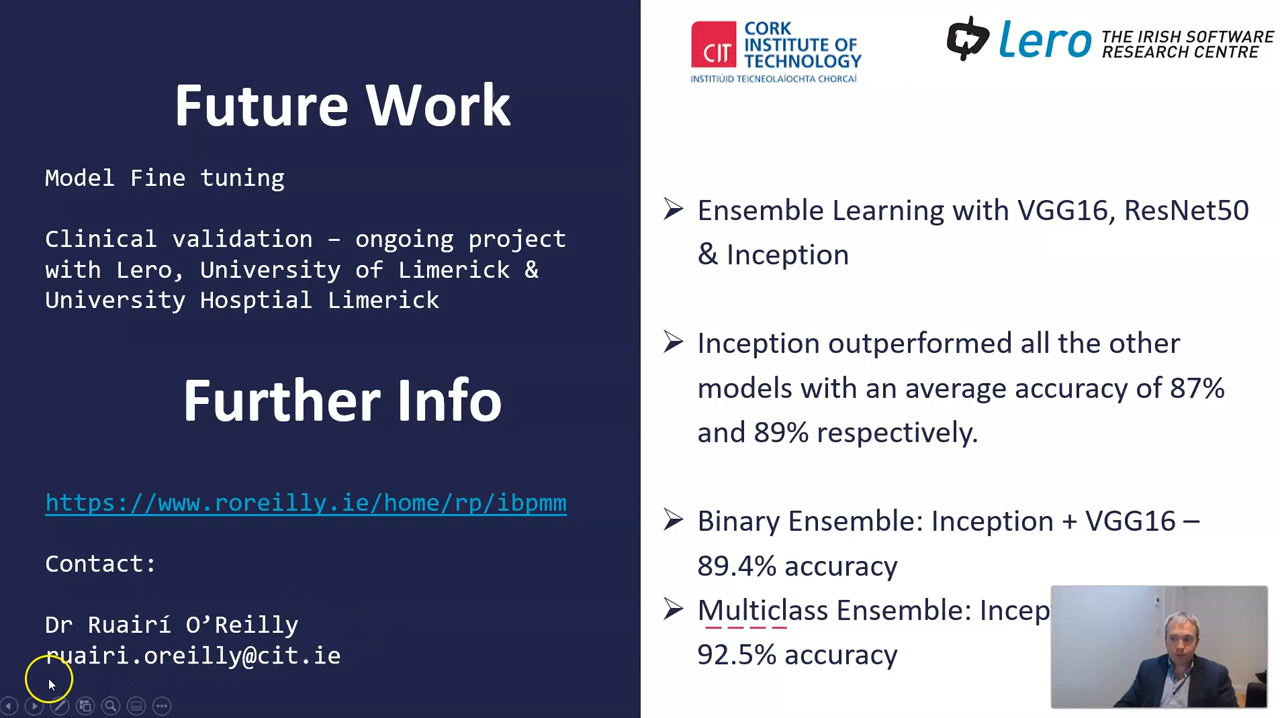 Future Work
Model Fine tuning
Clinical validation – ongoing project
with Lero, University of Limerick &
University Hosptial Limerick
Further Info
https://www.roreilly.ie/home/rp/ibpmm
Contact:
Dr Ruairí O’Reilly
ruairi.oreilly@cit.ie
CIT
CORK
INSTITUTE OF
TECHNOLOGY
INSTITIÚID TEICNEOLAÍOCHTA CHORCAÍ
Lero
THE IRISH SOFTWARE
RESEARCH CENTRE
➢ Ensemble Learning with VGG16, ResNet50
& Inception
➢ Inception outperformed all the other
models with an average accuracy of 87%
and 89% respectively.
➢ Binary Ensemble: Inception + VGG16 –
89.4% accuracy
➢ Multiclass Ensemble:
92.5% accuracy